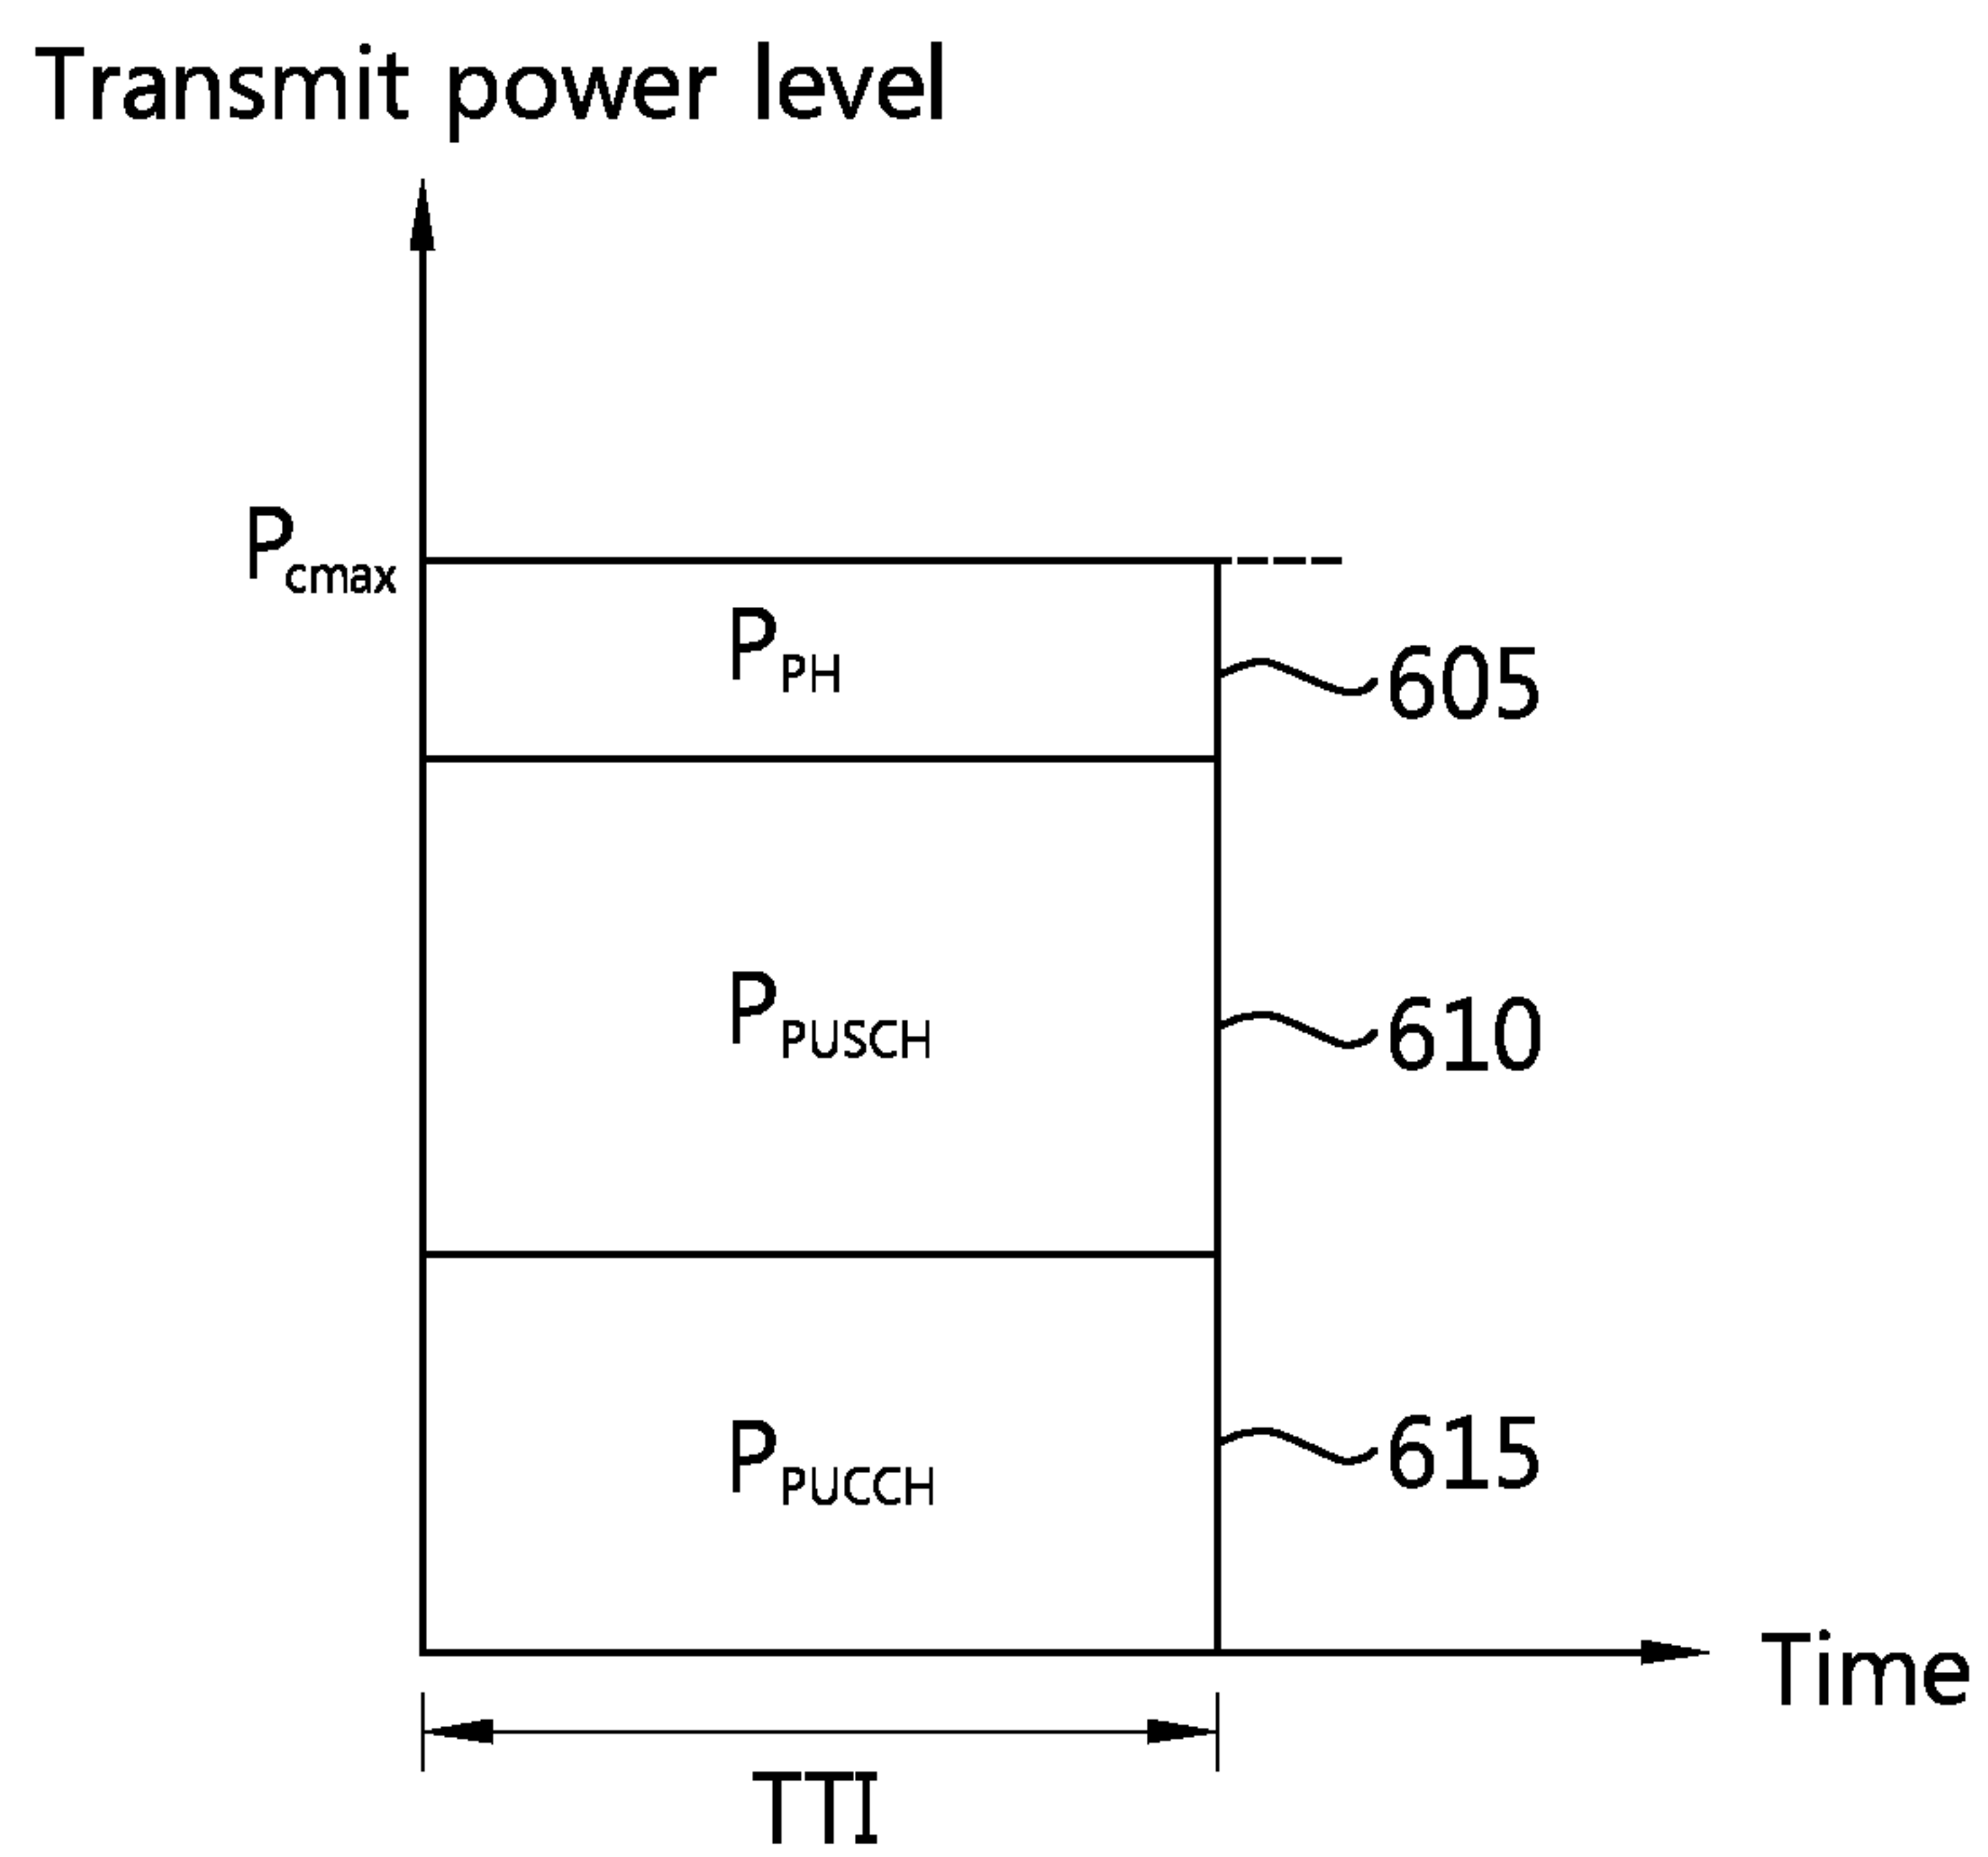 Transmit power level
Pcmax
PPH
605
PPUSCH
610
PPUCCH
615
Time
TTI